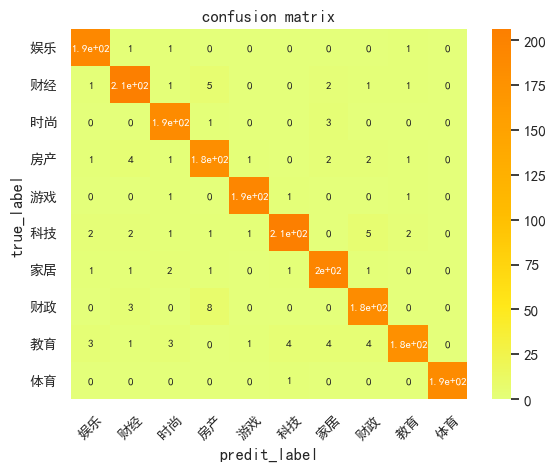 confusion matrix
娱乐 1.9e+02 1 1 0 0 0 0 0 1 0
财经 1 2.1e+02 1 5 0 0 2 1 1 0
时尚 0 0 1.9e+02 1 0 0 3 0 0 0
房产 1 4 1 1.8e+02 1 0 2 2 1 0
游戏 0 0 1 0 1.9e+02 1 0 0 1 0
科技 2 2 1 1 1 2.1e+02 0 5 2 0
家居 1 1 2 1 0 1 2e+02 1 0 0
财政 0 3 0 8 0 0 0 1.8e+02 0 0
教育 3 1 3 0 1 4 4 4 1.8e+02 0
体育 0 0 0 0 0 1 0 0 0 1.9e+02
娱乐 财经 时尚 房产 游戏 科技 家居 财政 教育 体育
predit_label
true_label
200
175
150
125
100
75
50
25
0